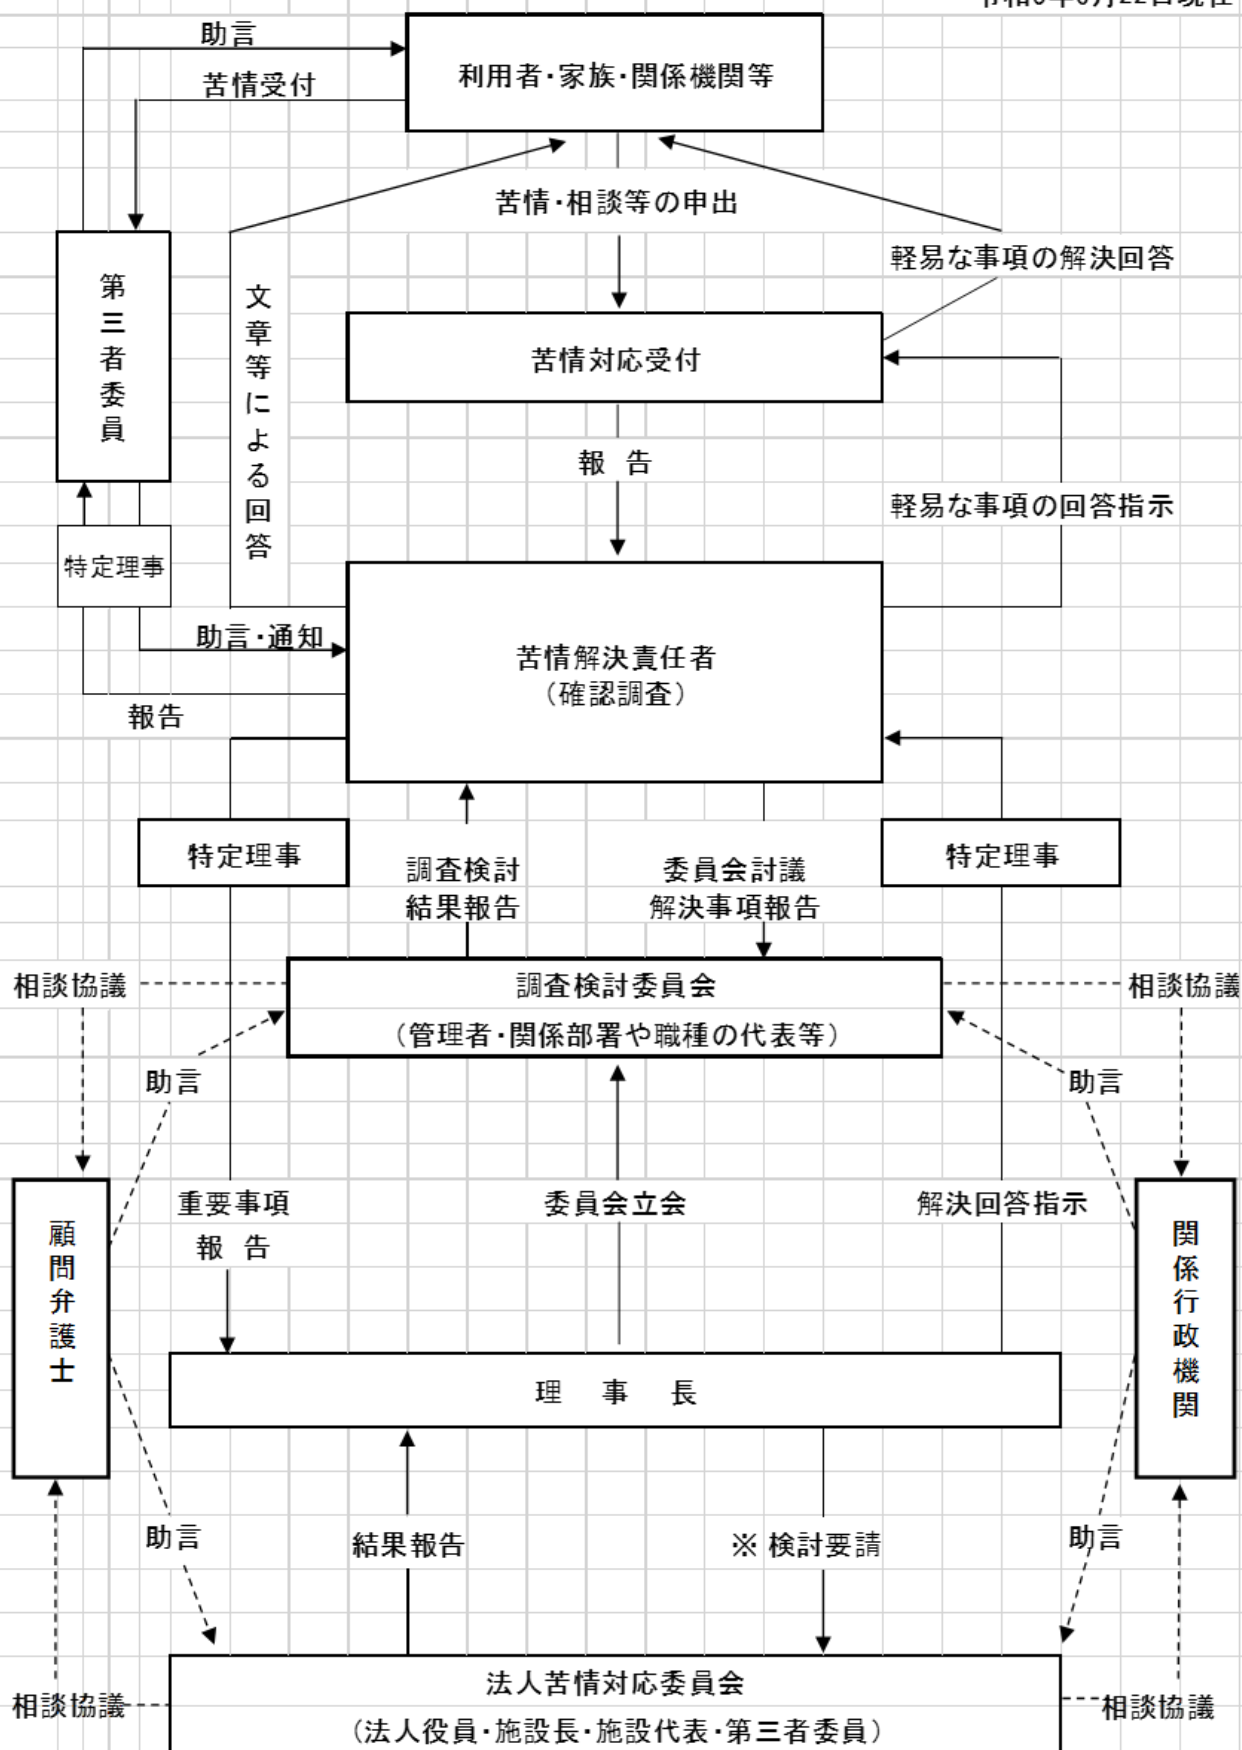 助言
利用者・家族・関係機関等
苦情受付
苦情・相談等の申出
軽易な事項の解決回答
第三者委員
文章等による回答
苦情対応受付
報　告
軽易な事項の回答指示
特定理事
助言・通知
苦情解決責任者
（確認調査）
報告
特定理事
調査検討
結果報告
委員会討議
解決事項報告
特定理事
相談協議
調査検討委員会
（管理者・関係部署や職種の代表等）
相談協議
助言
助言
顧問弁護士
重要事項
報　告
委員会立会
解決回答指示
関係行政機関
理　事　長
助言
結果報告
※ 検討要請
助言
相談協議
法人苦情対応委員会
（法人役員・施設長・施設代表・第三者委員）
相談協議